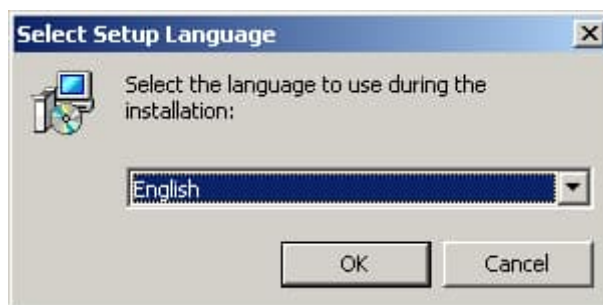 Select Setup Language
Select the language to use during the
installation:
English
OK
Cancel